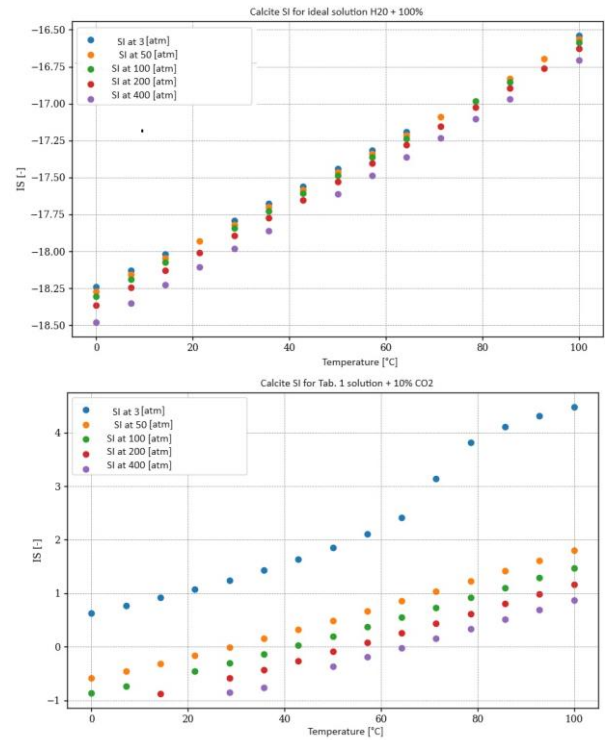 Calcite SI for ideal solution H20 + 100%
SI at 3 [atm]
SI at 50 [atm]
SI at 100 [atm]
SI at 200 [atm]
SI at 400 [atm]
-16.50
-16.75
-17.00
-17.25
-17.50
-17.75
-18.00
-18.25
-18.50
IS [-]
0 20 40 60 80 100
Temperature [°C]
Calcite SI for Tab. 1 solution + 10% CO2
SI at 3 [atm]
SI at 50 [atm]
SI at 100 [atm]
SI at 200 [atm]
SI at 400 [atm]
4
3
2
1
0
-1
IS [-]
0 20 40 60 80 100
Temperature [°C]